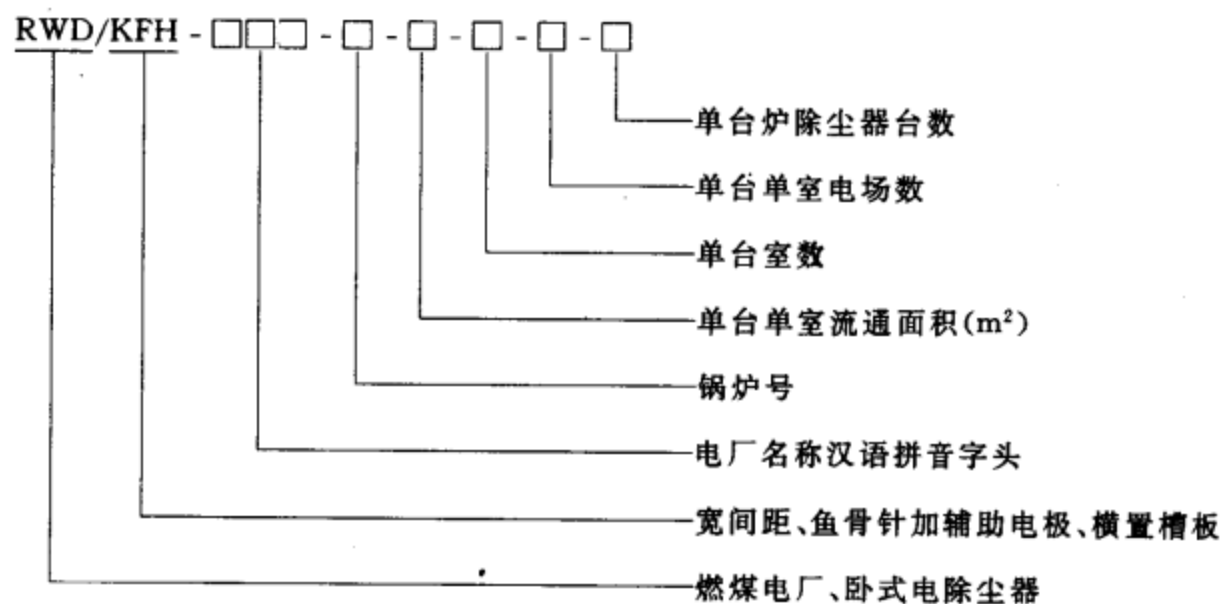 RWD/KFH-□□□-□-□-□-□-□
单台炉除尘器台数
单台单室电场数
单台室数
单台单室流通面积(m²)
锅炉号
电厂名称汉语拼音字头
宽间距、鱼骨针加辅助电极、横置槽板
燃煤电厂、卧式电除尘器